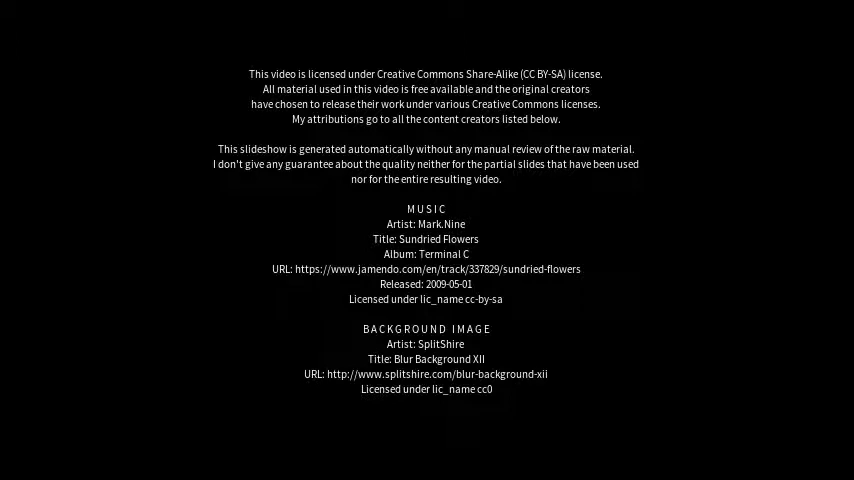 This video is licensed under Creative Commons Share-Alike (CC BY-SA) license.
All material used in this video is free available and the original creators
have chosen to release their work under various Creative Commons licenses.
My attributions go to all the content creators listed below.
This slideshow is generated automatically without any manual review of the raw material.
I don't give any guarantee about the quality neither for the partial slides that have been used
nor for the entire resulting video.
MUSIC
Artist: Mark.Nine
Title: Sundried Flowers
Album: Terminal C
URL: https://www.jamendo.com/en/track/337829/sundried-flowers
Released: 2009-05-01
Licensed under lic_name cc-by-sa
BACKGROUND IMAGE
Artist: SplitShire
Title: Blur Background XII
URL: http://www.splitshire.com/blur-background-xii
Licensed under lic_name cc0